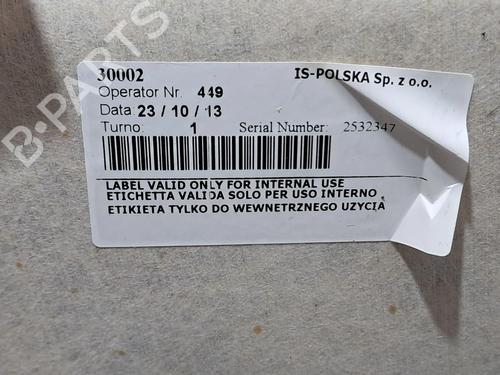 30002 IS-POLSKA Sp. z o.o.
Operator Nr. 449
Data: 23 / 10 / 13
Turno: 1 Serial Number: 2532347
LABEL VALID ONLY FOR INTERNAL USE
ETICHETTA VALIDA SOLO PER USO INTERNO
ETIKIETA TYLKO DO WEWNETRZNEGO UZYCIA
B-PARTS